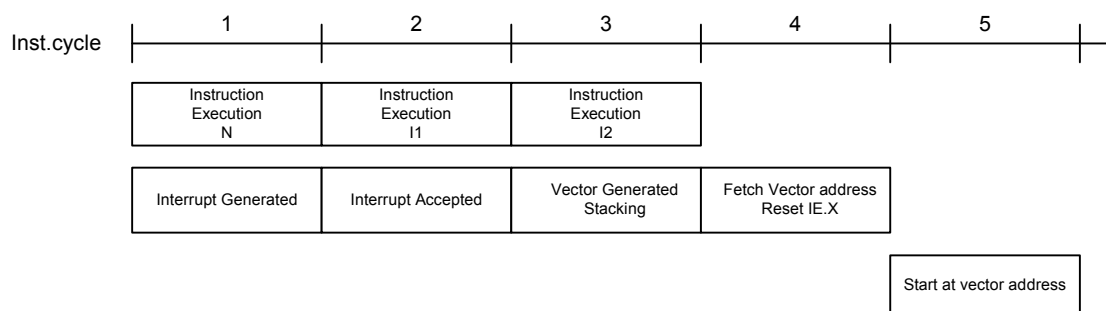 Inst.cycle
1
2
3
4
5
Instruction
Execution
N
Instruction
Execution
I1
Instruction
Execution
I2
Interrupt Generated
Interrupt Accepted
Vector Generated
Stacking
Fetch Vector address
Reset IE.X
Start at vector address